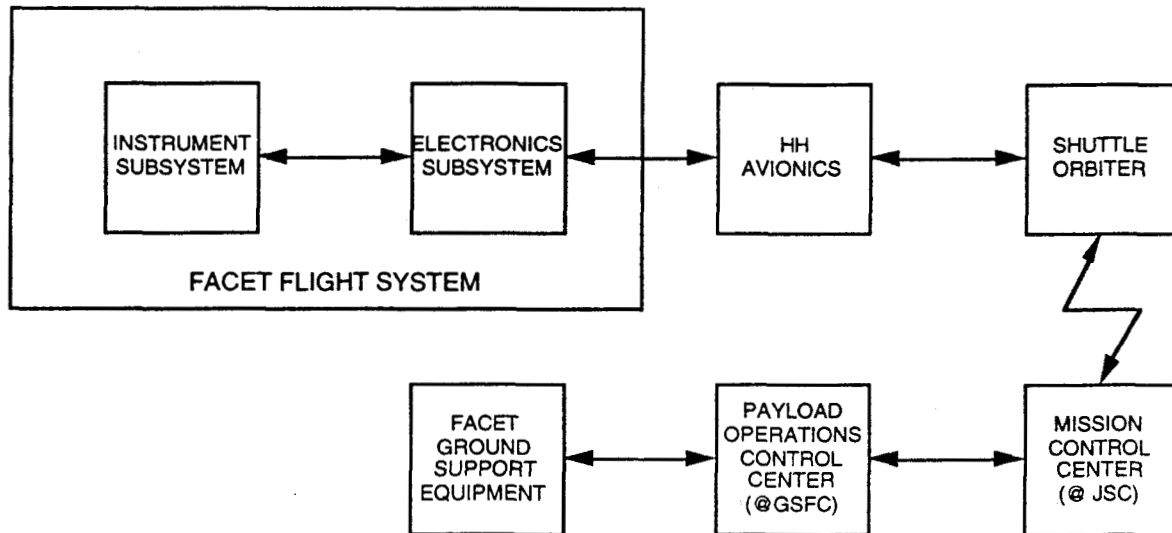 INSTRUMENT
SUBSYSTEM
ELECTRONICS
SUBSYSTEM
HH
AVIONICS
SHUTTLE
ORBITER
FACET FLIGHT SYSTEM
FACET
GROUND
SUPPORT
EQUIPMENT
PAYLOAD
OPERATIONS
CONTROL
CENTER
(@GSFC)
MISSION
CONTROL
CENTER
(@ JSC)